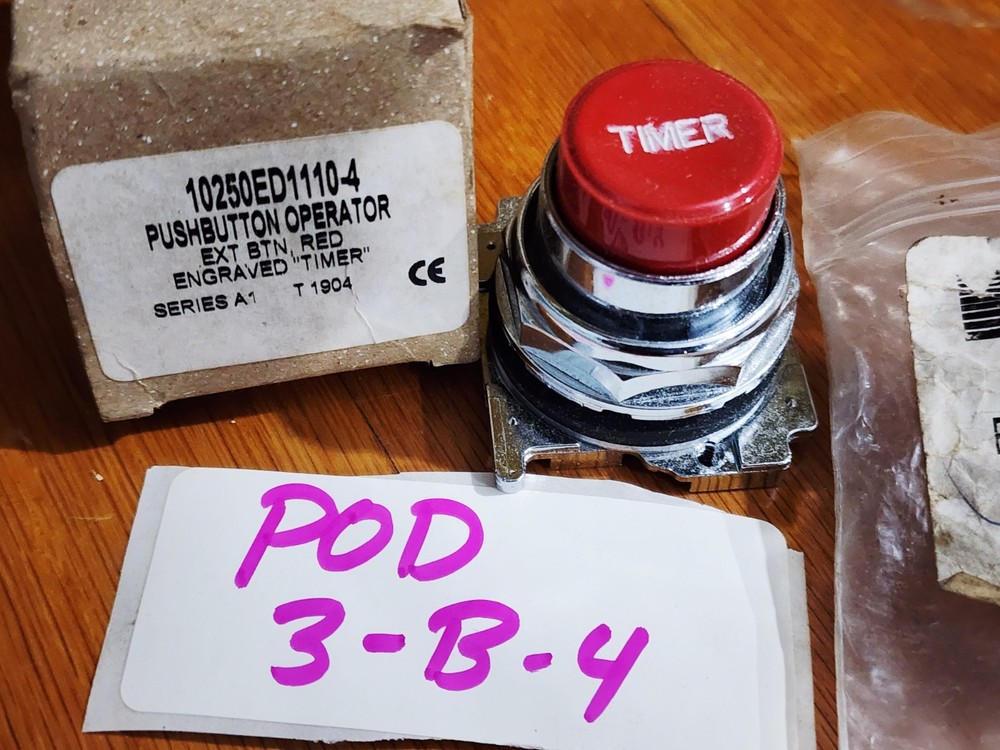 10250ED1110-4
PUSHBUTTON OPERATOR
EXT BTN, RED
ENGRAVED "TIMER"
SERIES A1 T 1904
CE
TIMER
POD
3-B-4